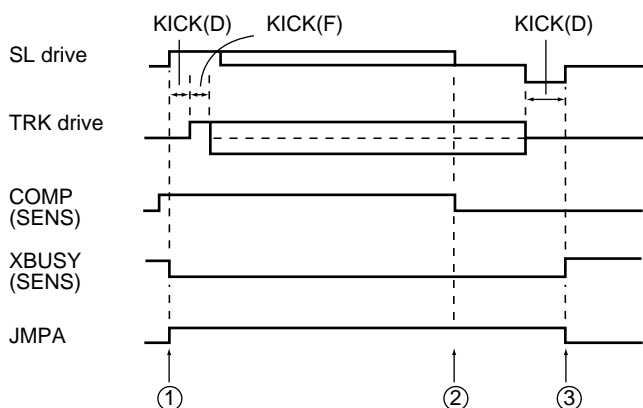 KICK(D) KICK(F) KICK(D)
SL drive
TRK drive
COMP
(SENS)
XBUSY
(SENS)
JMPA
① ② ③